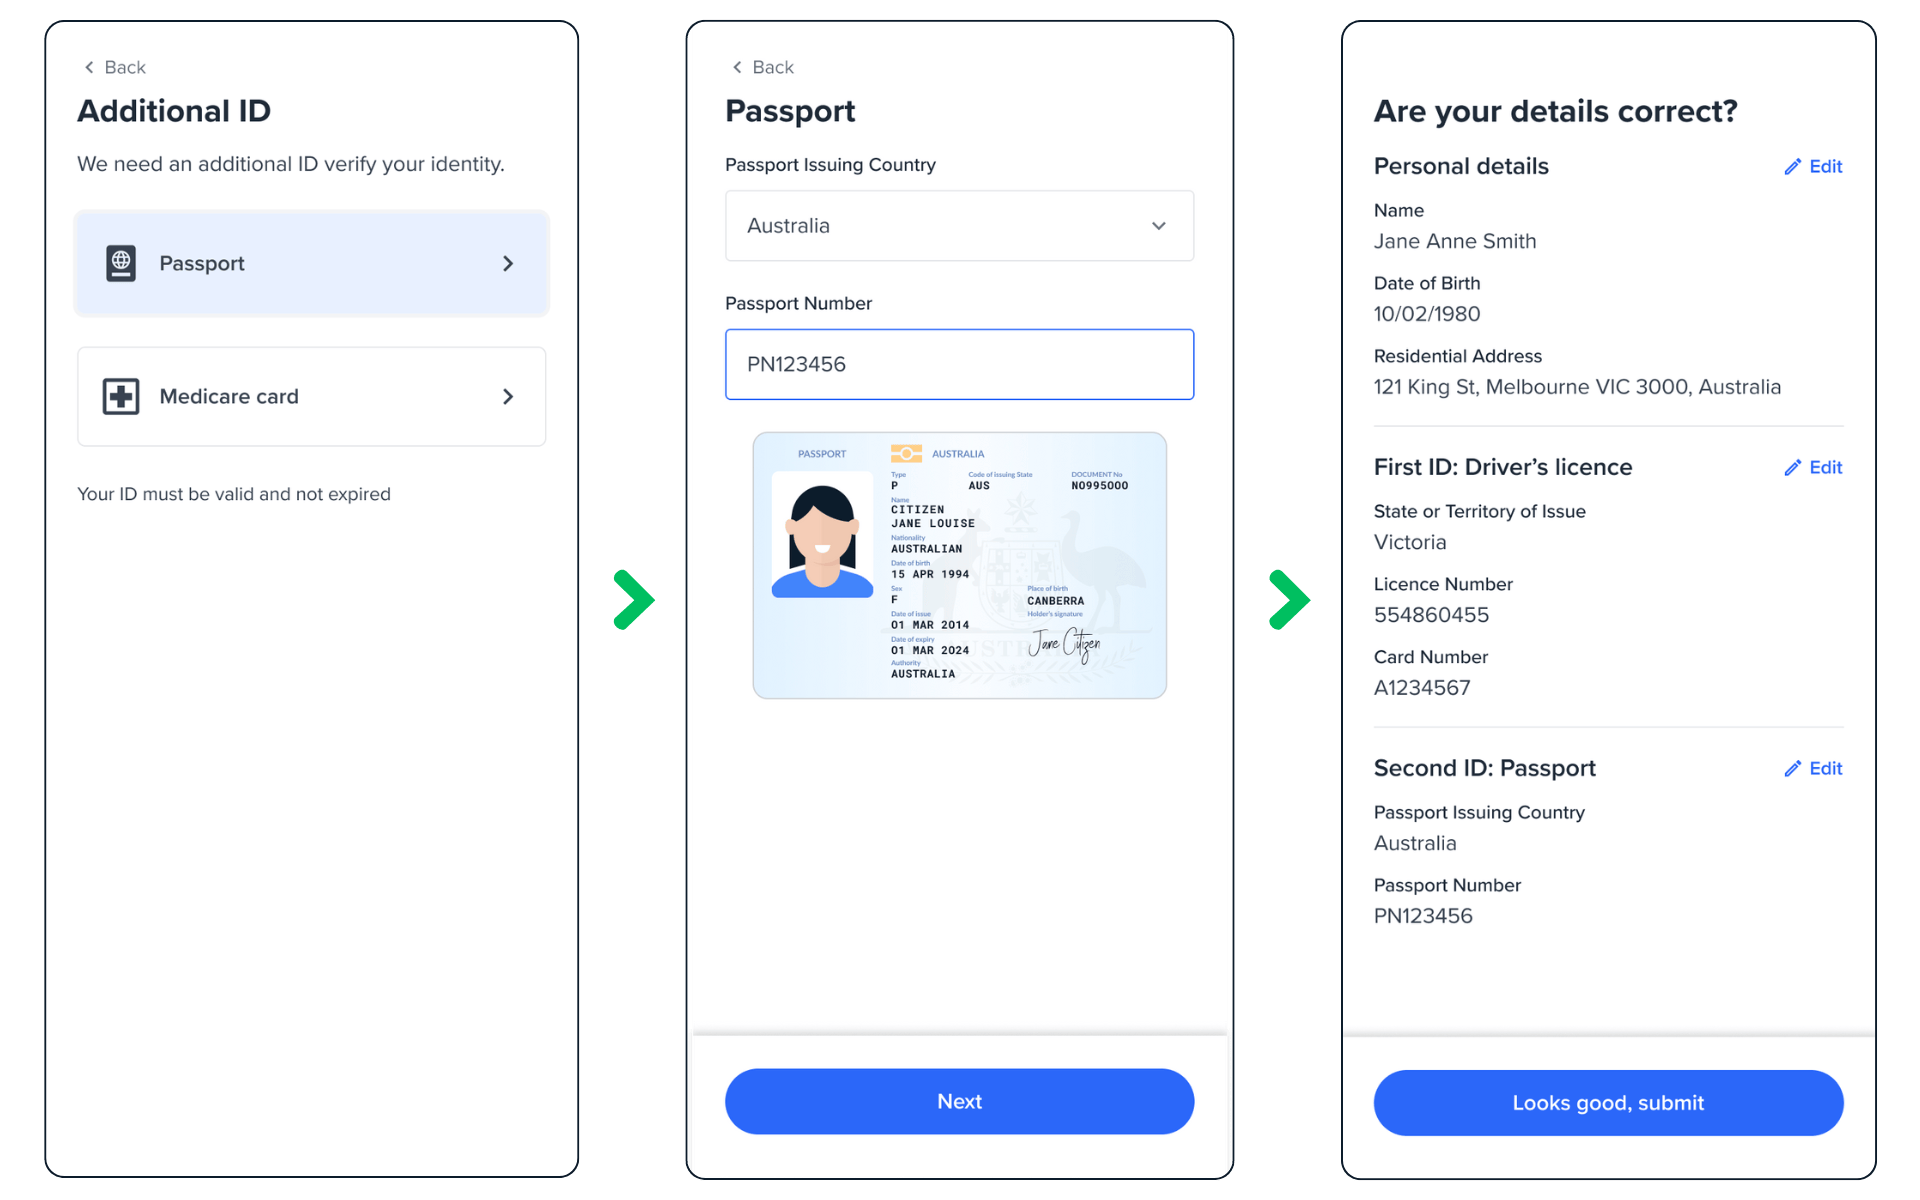 Back
Additional ID
We need an additional ID verify your identity.
Passport
Medicare card
Your ID must be valid and not expired
Back
Passport
Passport Issuing Country
Australia
Passport Number
PN123456
PASSPORT
AUSTRALIA
Type
Code of issuing State
DOCUMENT No
P
AUS
NO995000
Name
CITIZEN
JANE LOUISE
Nationality
AUSTRALIAN
Date of birth
15 APR 1994
Sex
Place of birth
F
CANBERRA
Date of issue
Holder's signature
01 MAR 2014
Jane Citizen
Date of expiry
01 MAR 2024
Authority
AUSTRALIA
Next
Are your details correct?
Personal details
Edit
Name
Jane Anne Smith
Date of Birth
10/02/1980
Residential Address
121 King St, Melbourne VIC 3000, Australia
First ID: Driver’s licence
Edit
State or Territory of Issue
Victoria
Licence Number
554860455
Card Number
A1234567
Second ID: Passport
Edit
Passport Issuing Country
Australia
Passport Number
PN123456
Looks good, submit